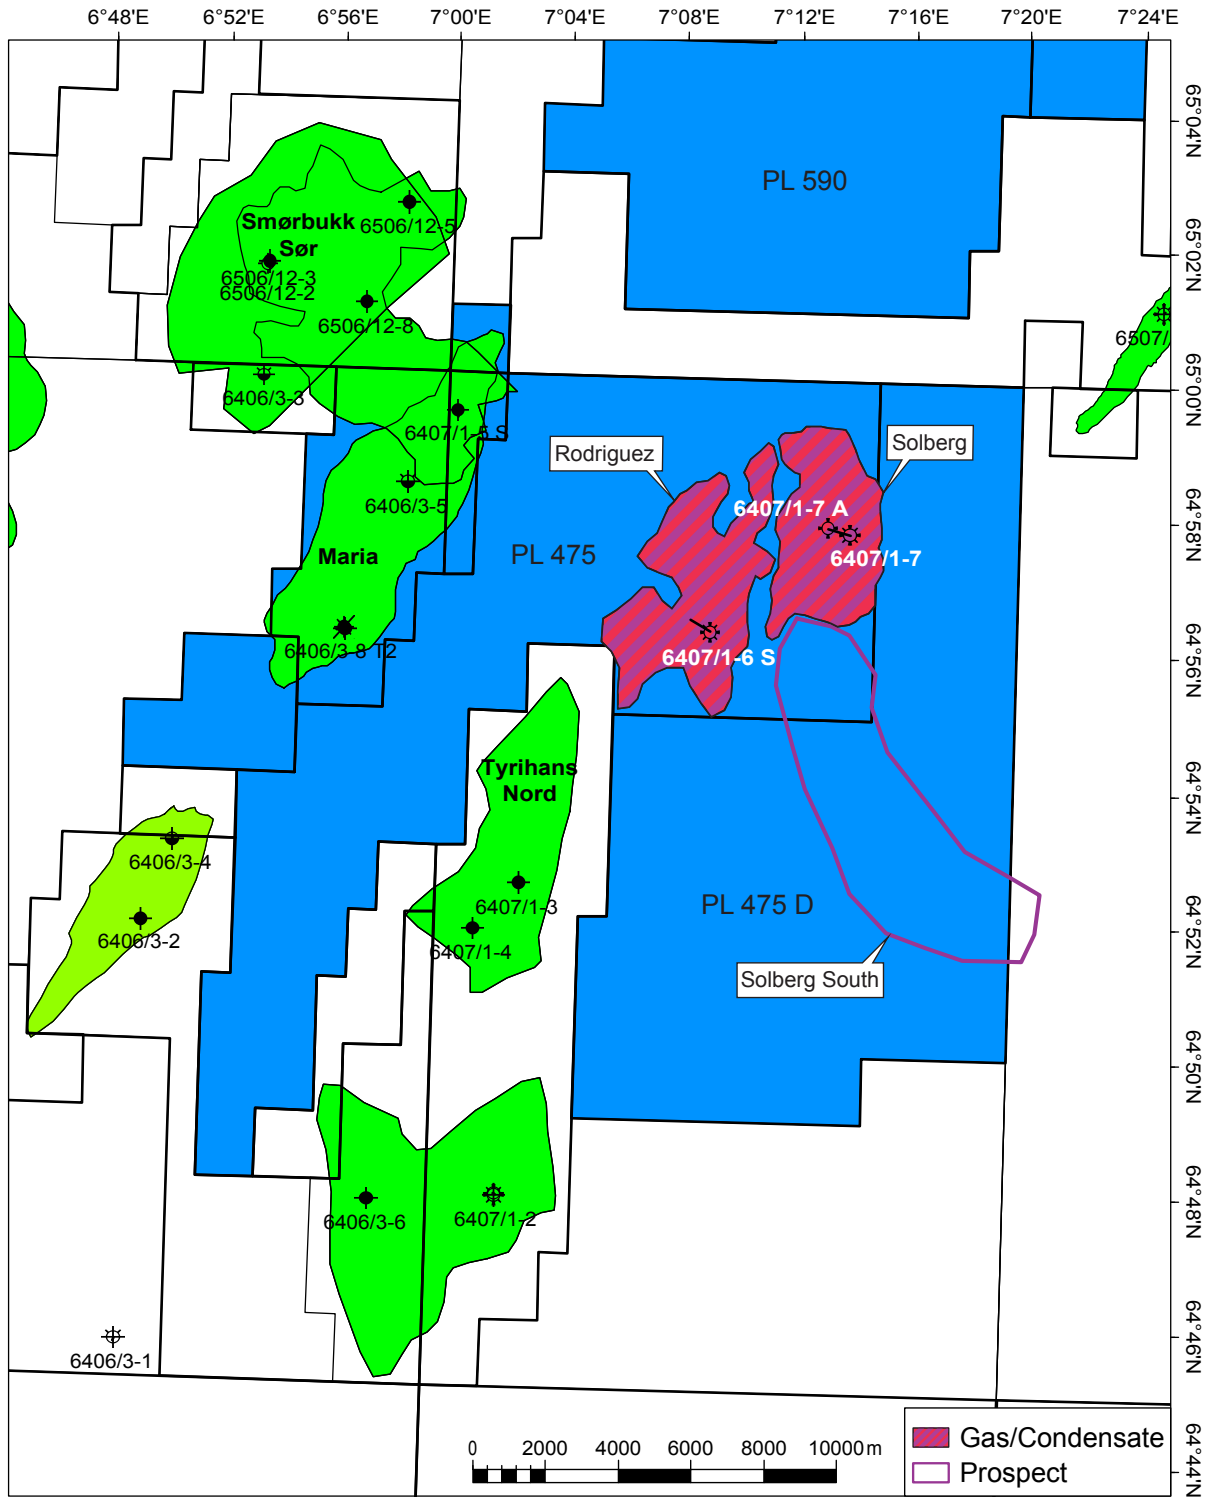 6°48'E 6°52'E 6°56'E 7°00'E 7°04'E 7°08'E 7°12'E 7°16'E 7°20'E 7°24'E
65°04'N
PL 590
Smørbukk
Sør
6506/12-5
65°02'N
6506/12-3
6506/12-2
6506/12-8
6507/
65°00'N
6406/3-3
6407/1-5 S
Rodriguez
Solberg
6406/3-5
6407/1-7 A
64°58'N
Maria
PL 475
6407/1-7
6406/3-8 T2
6407/1-6 S
64°56'N
Tyrihans
Nord
64°54'N
6406/3-4
6407/1-3
PL 475 D
6406/3-2
6407/1-4
64°52'N
Solberg South
64°50'N
64°48'N
6406/3-6
6407/1-2
64°46'N
6406/3-1
Gas/Condensate
0 2000 4000 6000 8000 10000 m
Prospect
64°44'N